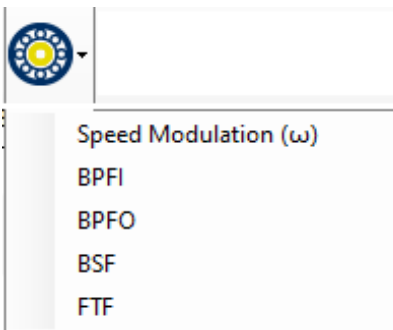 Speed Modulation (ω)
BPFI
BPFO
BSF
FTF